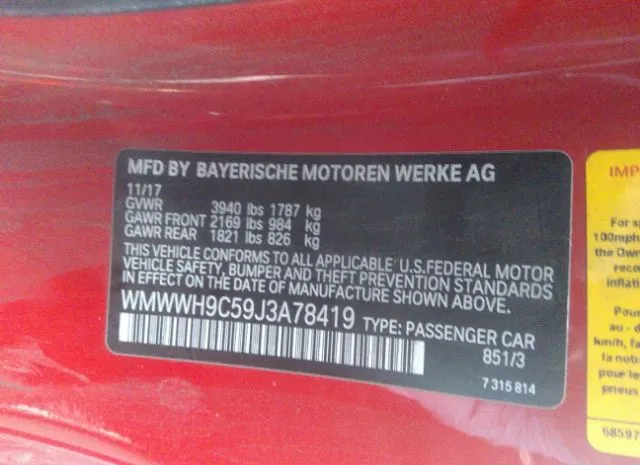 MFD BY BAYERISCHE MOTOREN WERKE AG
11/17
GVWR 3940 lbs 1787 kg
GAWR FRONT 2169 lbs 984 kg
GAWR REAR 1821 lbs 826 kg
THIS VEHICLE CONFORMS TO ALL APPLICABLE U.S.FEDERAL MOTOR
VEHICLE SAFETY, BUMPER AND THEFT PREVENTION STANDARDS
IN EFFECT ON THE DATE OF MANUFACTURE SHOWN ABOVE.
WMWWH9C59J3A78419 TYPE: PASSENGER CAR
851/3
7 315 814
IMP
For sp
100mph
the Own
reco
inflati
Pour
au - d
km/h, fa
la noti
pour le
pneus
68597